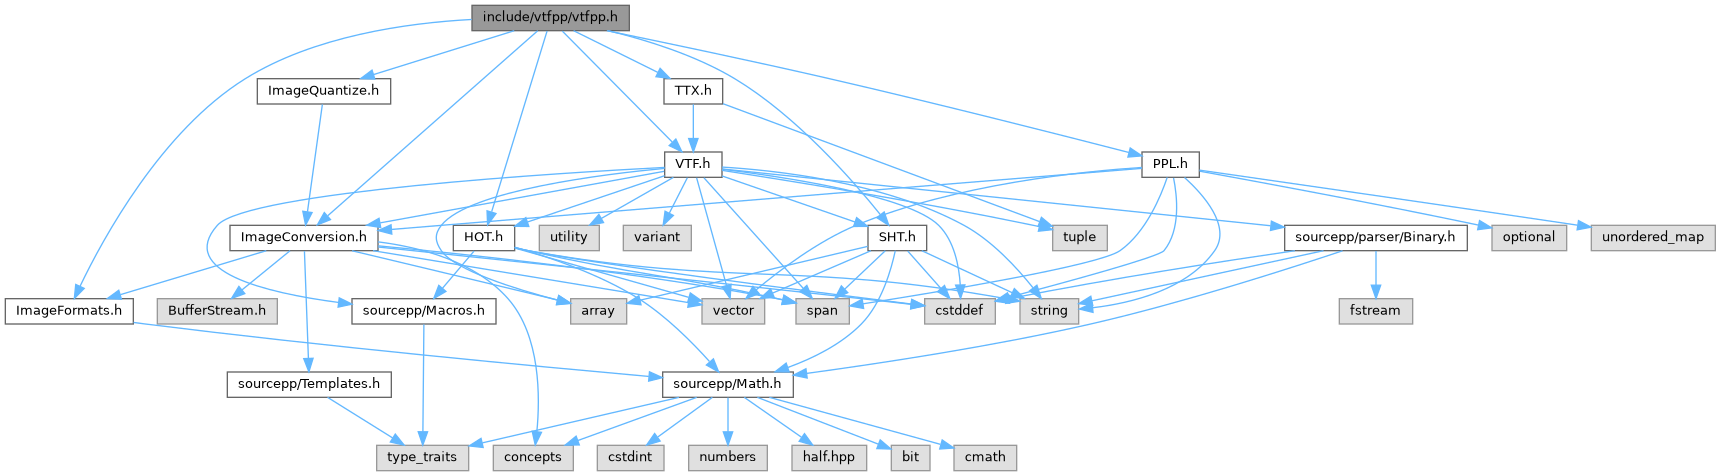 include/vtfpp/vtfpp.h
ImageQuantize.h
TTX.h
VTF.h
PPL.h
ImageConversion.h
HOT.h
utility
variant
SHT.h
tuple
sourcepp/parser/Binary.h
optional
unordered_map
ImageFormats.h
BufferStream.h
sourcepp/Macros.h
array
vector
span
cstddef
string
fstream
sourcepp/Templates.h
sourcepp/Math.h
type_traits
concepts
cstdint
numbers
half.hpp
bit
cmath